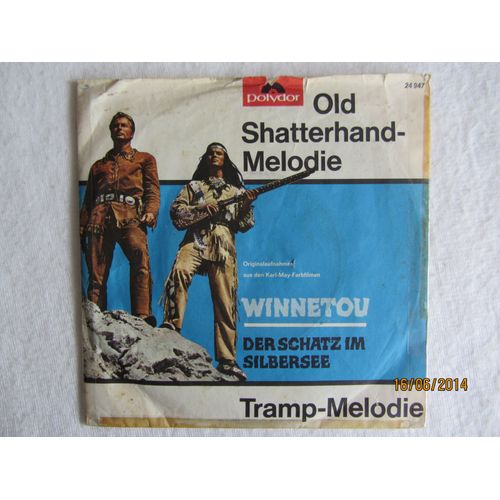 polydor
24 947
Old
Shatterhand-
Melodie
Originalaufnahmen
aus den Karl-May-Farbfilmen
WINNETOU
DER SCHATZ IM
SILBERSEE
Tramp-Melodie
16/06/2014